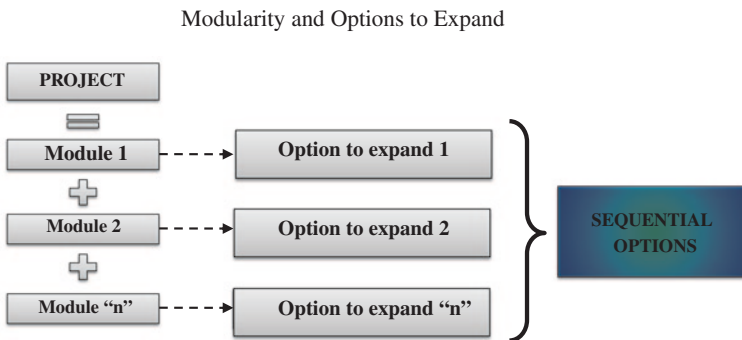 Modularity and Options to Expand
PROJECT
Module 1
Option to expand 1
Module 2
Option to expand 2
Module “n”
Option to expand “n”
SEQUENTIAL
OPTIONS